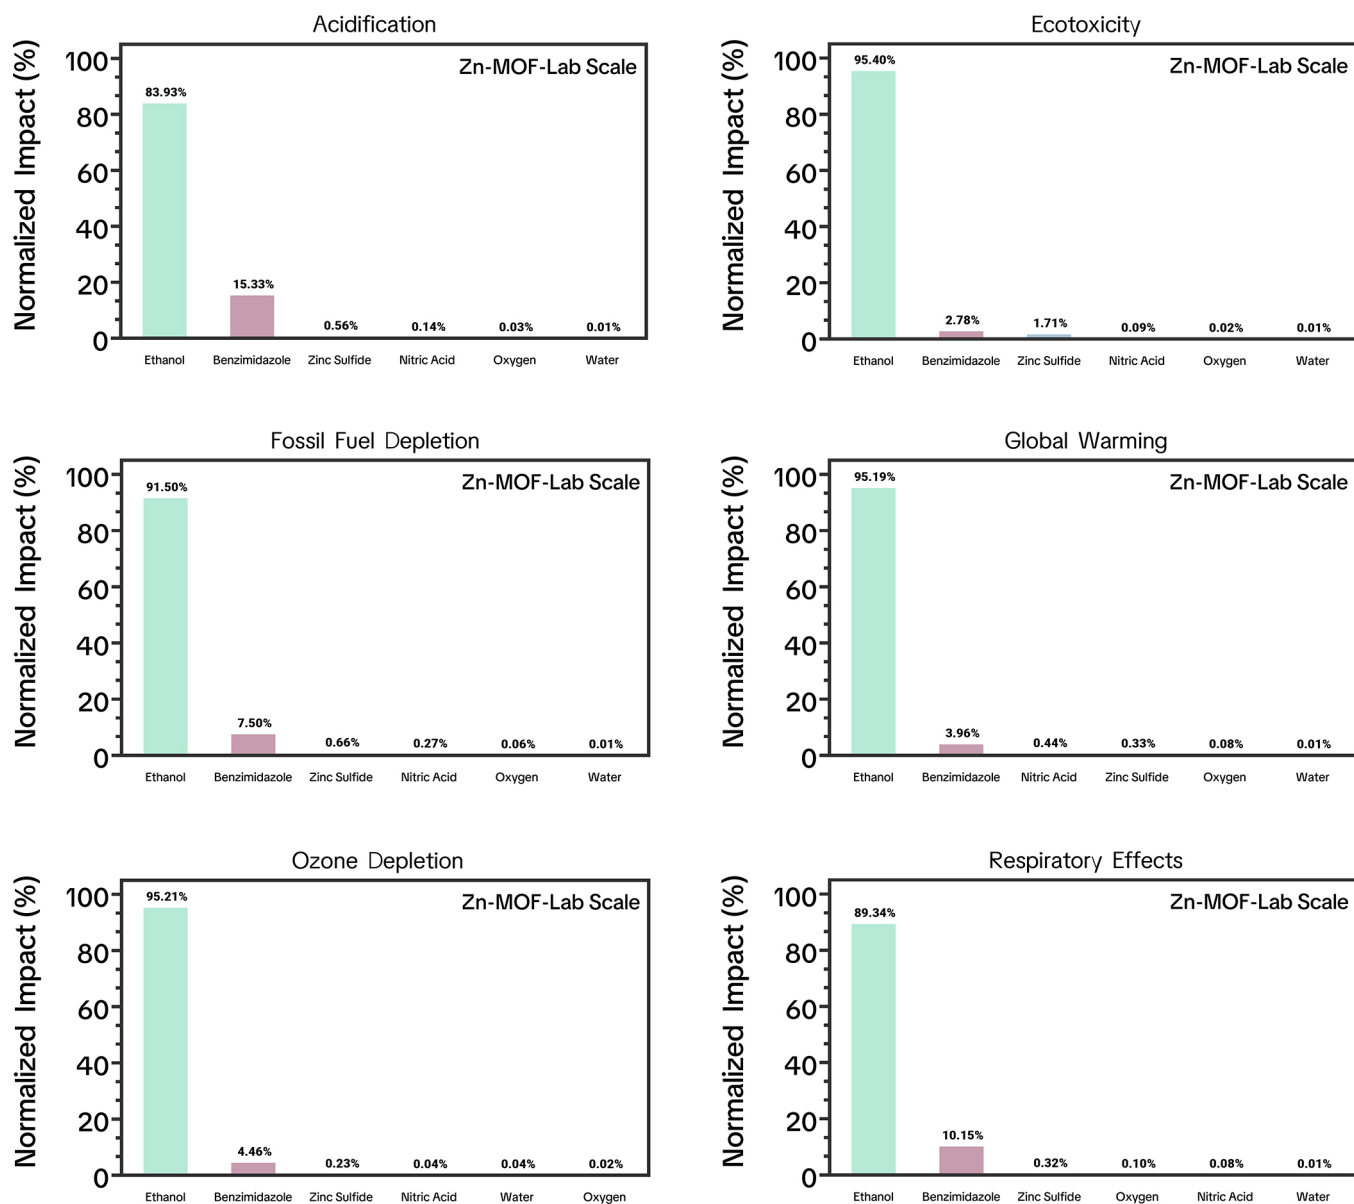 Acidification
Normalized Impact (%)
Zn-MOF-Lab Scale
100
80
60
40
20
0
83.93%
15.33%
0.56%
0.14%
0.03%
0.01%
Ethanol
Benzimidazole
Zinc Sulfide
Nitric Acid
Oxygen
Water
Ecotoxicity
Normalized Impact (%)
Zn-MOF-Lab Scale
100
80
60
40
20
0
95.40%
2.78%
1.71%
0.09%
0.02%
0.01%
Ethanol
Benzimidazole
Zinc Sulfide
Nitric Acid
Oxygen
Water
Fossil Fuel Depletion
Normalized Impact (%)
Zn-MOF-Lab Scale
100
80
60
40
20
0
91.50%
7.50%
0.66%
0.27%
0.06%
0.01%
Ethanol
Benzimidazole
Zinc Sulfide
Nitric Acid
Oxygen
Water
Global Warming
Normalized Impact (%)
Zn-MOF-Lab Scale
100
80
60
40
20
0
95.19%
3.96%
0.44%
0.33%
0.08%
0.01%
Ethanol
Benzimidazole
Nitric Acid
Zinc Sulfide
Oxygen
Water
Ozone Depletion
Normalized Impact (%)
Zn-MOF-Lab Scale
100
80
60
40
20
0
95.21%
4.46%
0.23%
0.04%
0.04%
0.02%
Ethanol
Benzimidazole
Zinc Sulfide
Nitric Acid
Water
Oxygen
Respiratory Effects
Normalized Impact (%)
Zn-MOF-Lab Scale
100
80
60
40
20
0
89.34%
10.15%
0.32%
0.10%
0.08%
0.01%
Ethanol
Benzimidazole
Zinc Sulfide
Oxygen
Nitric Acid
Water